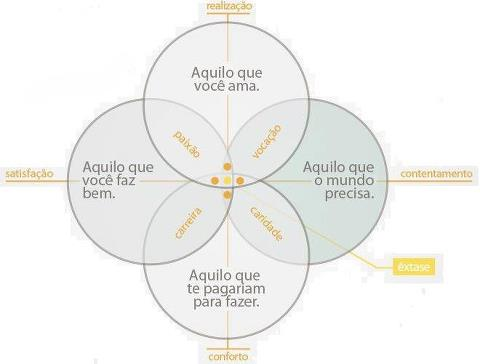 realização
Aquilo que
você ama.
paixão
vocação
satisfação
Aquilo que
você faz
bem.
Aquilo que
o mundo
precisa.
contentamento
carreira
caridade
êxtase
Aquilo que
te pagariam
para fazer.
conforto